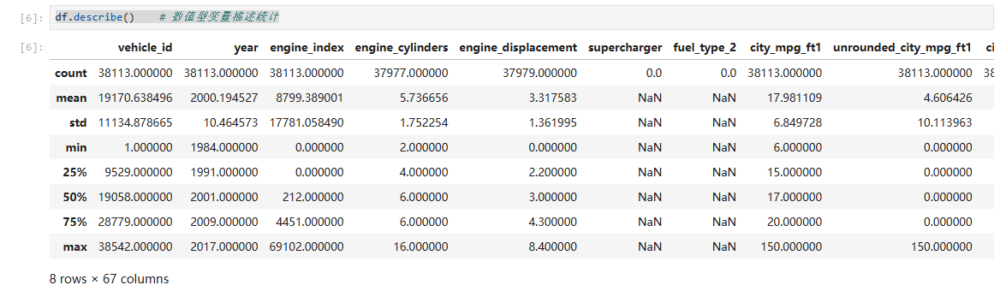 [6]: df.describe()    # 数值型变量描述统计
[6]: vehicle_id year engine_index engine_cylinders engine_displacement supercharger fuel_type_2 city_mpg_ft1 unrounded_city_mpg_ft1 ci
count 38113.000000 38113.000000 38113.000000 37977.000000 37979.000000 0.0 0.0 38113.000000 38113.000000 38
mean 19170.638496 2000.194527 8799.389001 5.736656 3.317583 NaN NaN 17.981109 4.606426
std 11134.878665 10.464573 17781.058490 1.752254 1.361995 NaN NaN 6.849728 10.113963
min 1.000000 1984.000000 0.000000 2.000000 0.000000 NaN NaN 6.000000 0.000000
25% 9529.000000 1991.000000 0.000000 4.000000 2.200000 NaN NaN 15.000000 0.000000
50% 19058.000000 2001.000000 212.000000 6.000000 3.000000 NaN NaN 17.000000 0.000000
75% 28779.000000 2009.000000 4451.000000 6.000000 4.300000 NaN NaN 20.000000 0.000000
max 38542.000000 2017.000000 69102.000000 16.000000 8.400000 NaN NaN 150.000000 150.000000
8 rows × 67 columns